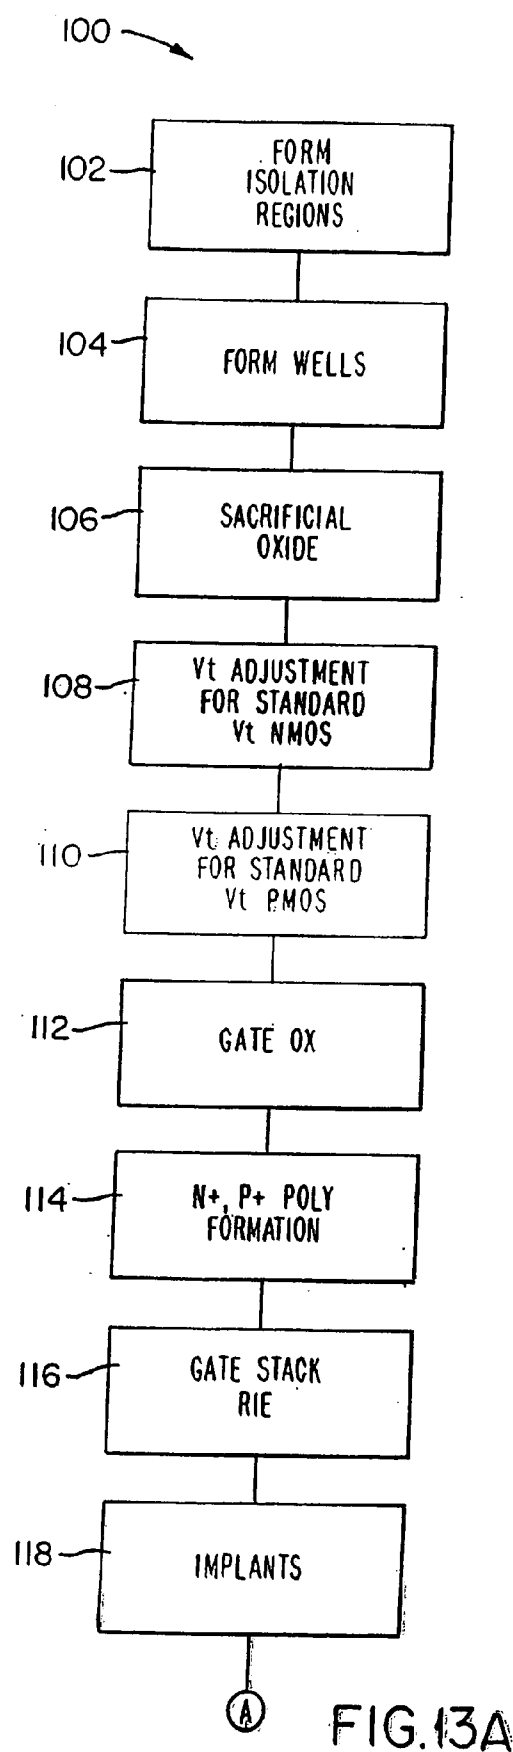 100
102
FORM
ISOLATION
REGIONS
104
FORM WELLS
106
SACRIFICIAL
OXIDE
108
Vt ADJUSTMENT
FOR STANDARD
Vt NMOS
110
Vt ADJUSTMENT
FOR STANDARD
Vt PMOS
112
GATE OX
114
N+, P+ POLY
FORMATION
116
GATE STACK
RIE
118
IMPLANTS
A
FIG. 13A